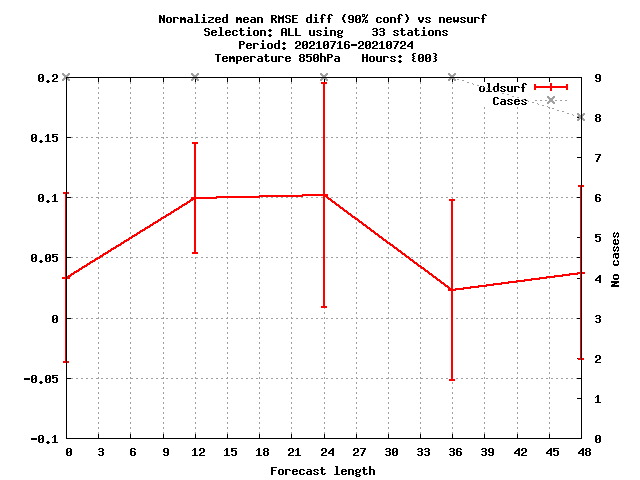 Normalized mean RMSE diff (90% conf) vs newsurf
Selection: ALL using    33 stations
Period: 20210716-20210724
Temperature 850hPa   Hours: {00}
oldsurf
Cases
0.2
0.15
0.1
0.05
0
-0.05
-0.1
9
8
7
6
5
4
3
2
1
0
No cases
0 3 6 9 12 15 18 21 24 27 30 33 36 39 42 45 48
Forecast length